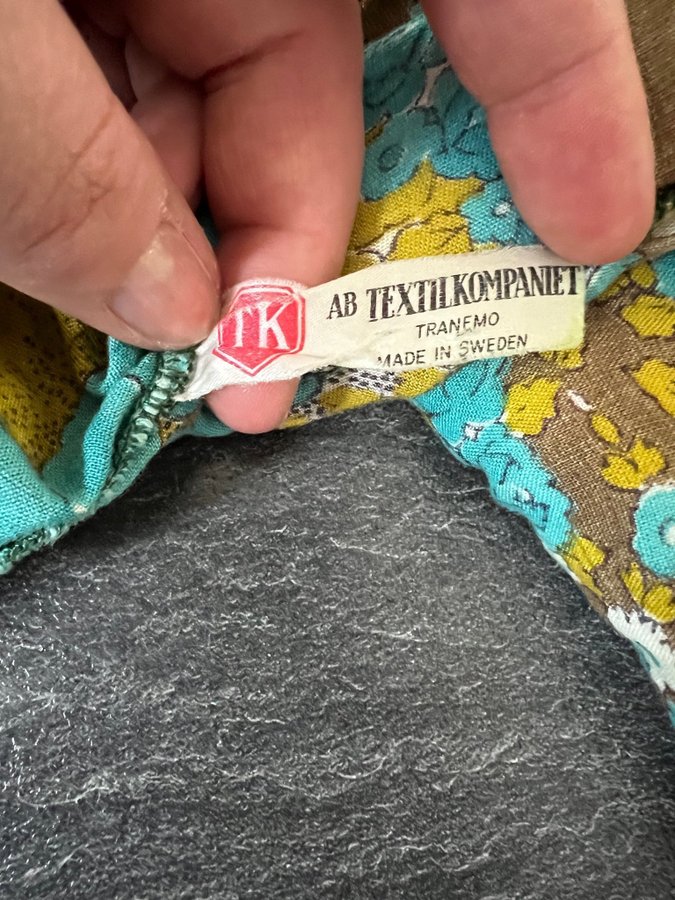 TK
AB TEXTILKOMPANIET
TRANEMO
MADE IN SWEDEN